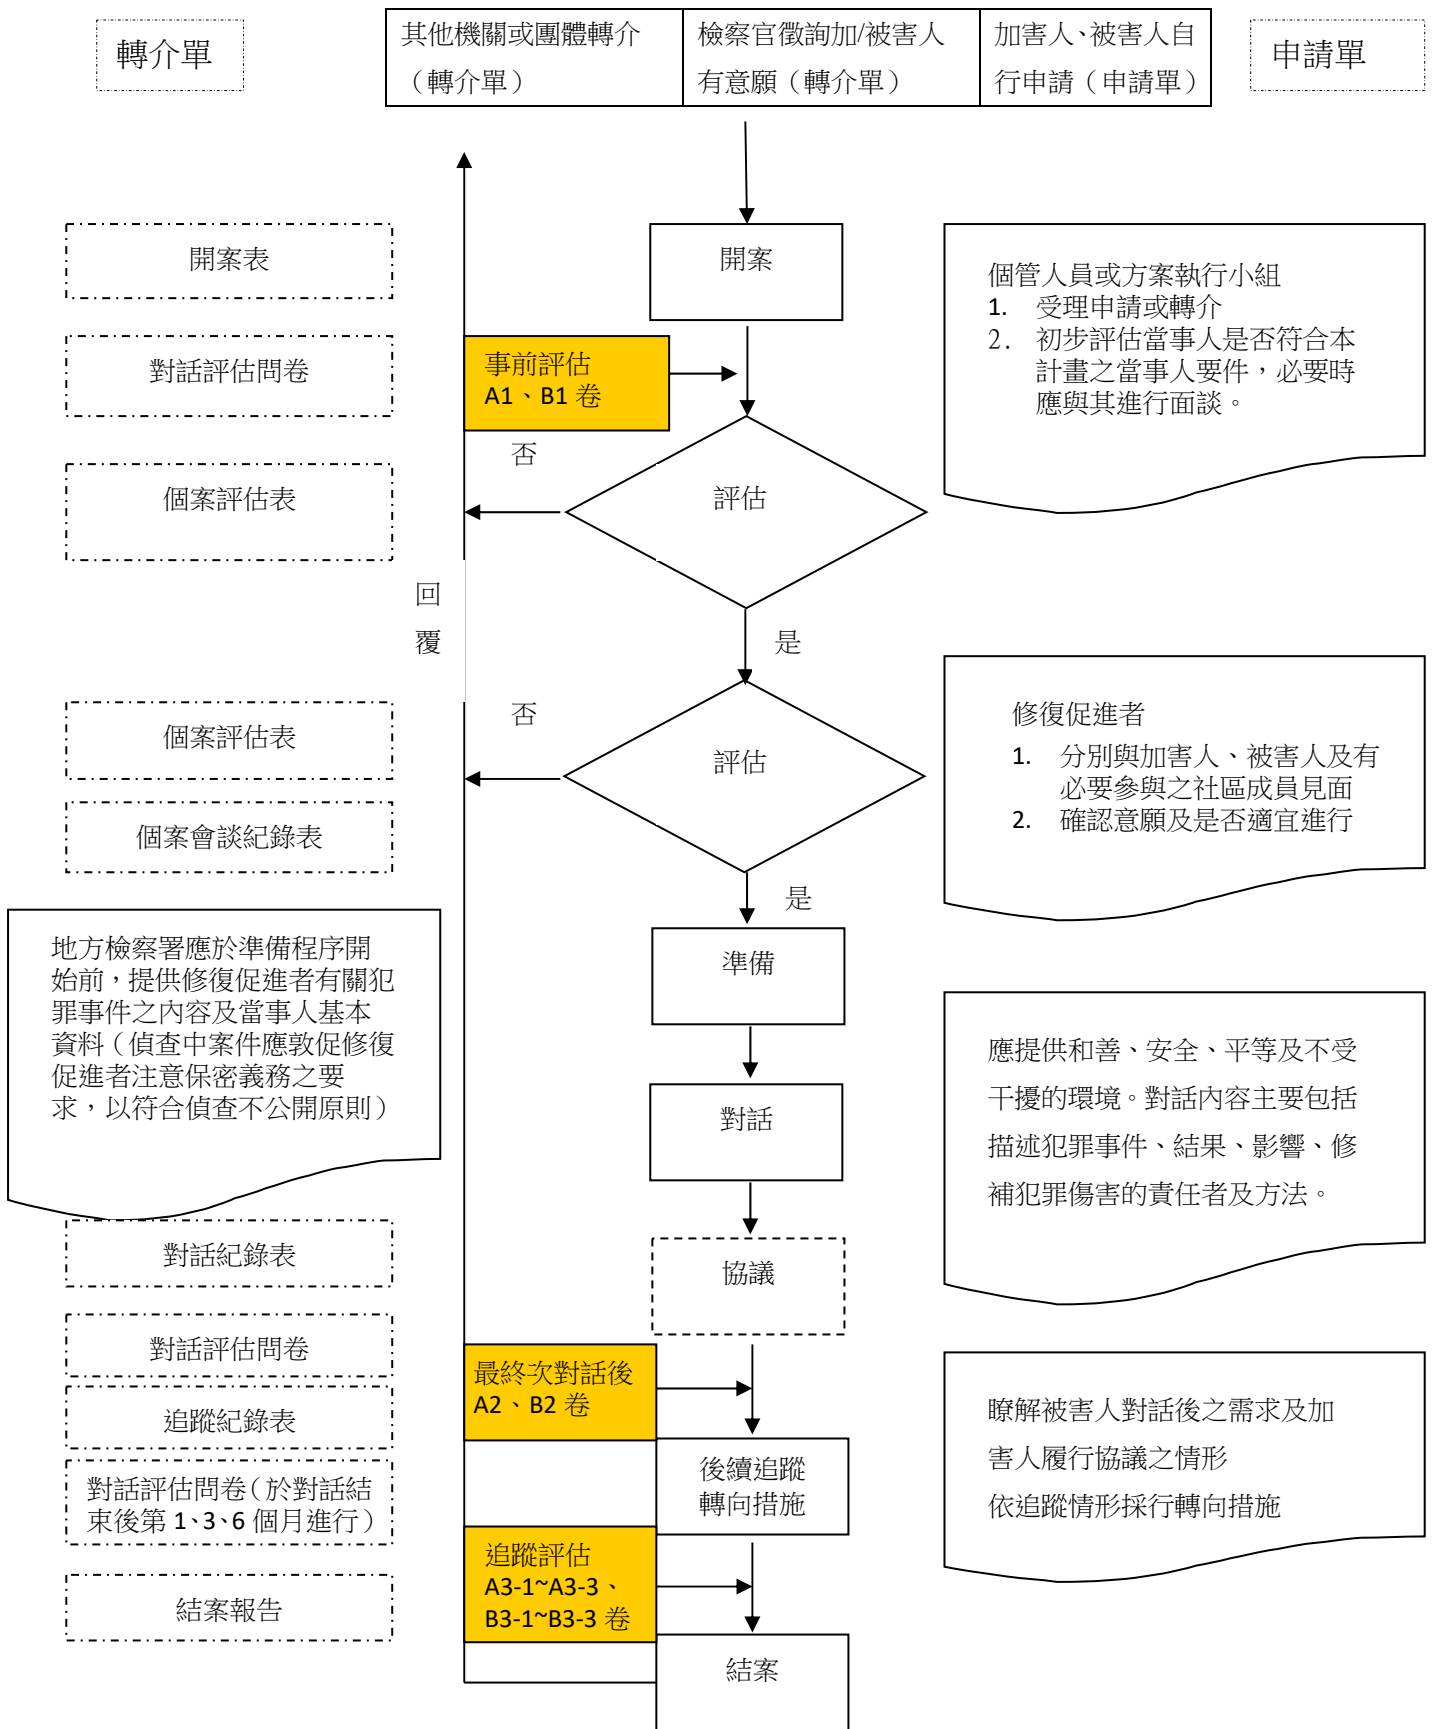 轉介單
其他機關或團體轉介
（轉介單）
檢察官徵詢加/被害人
有意願（轉介單）
加害人、被害人自
行申請（申請單）
申請單
開案表
開案
個管人員或方案執行小組
1. 受理申請或轉介
2. 初步評估當事人是否符合本
計畫之當事人要件，必要時
應與其進行面談。
對話評估問卷
事前評估
A1、B1 卷
否
個案評估表
評估
回
覆
是
個案評估表
否
評估
修復促進者
1. 分別與加害人、被害人及有
必要參與之社區成員見面
2. 確認意願及是否適宜進行
個案會談紀錄表
是
地方檢察署應於準備程序開
始前，提供修復促進者有關犯
罪事件之內容及當事人基本
資料（偵查中案件應敦促修復
促進者注意保密義務之要
求，以符合偵查不公開原則）
準備
對話
應提供和善、安全、平等及不受
干擾的環境。對話內容主要包括
描述犯罪事件、結果、影響、修
補犯罪傷害的責任者及方法。
對話紀錄表
協議
對話評估問卷
最終次對話後
A2、B2 卷
追蹤紀錄表
瞭解被害人對話後之需求及加
害人履行協議之情形
依追蹤情形採行轉向措施
後續追蹤
轉向措施
對話評估問卷（於對話結
束後第 1、3、6 個月進行）
追蹤評估
A3-1~A3-3、
B3-1~B3-3 卷
結案報告
結案